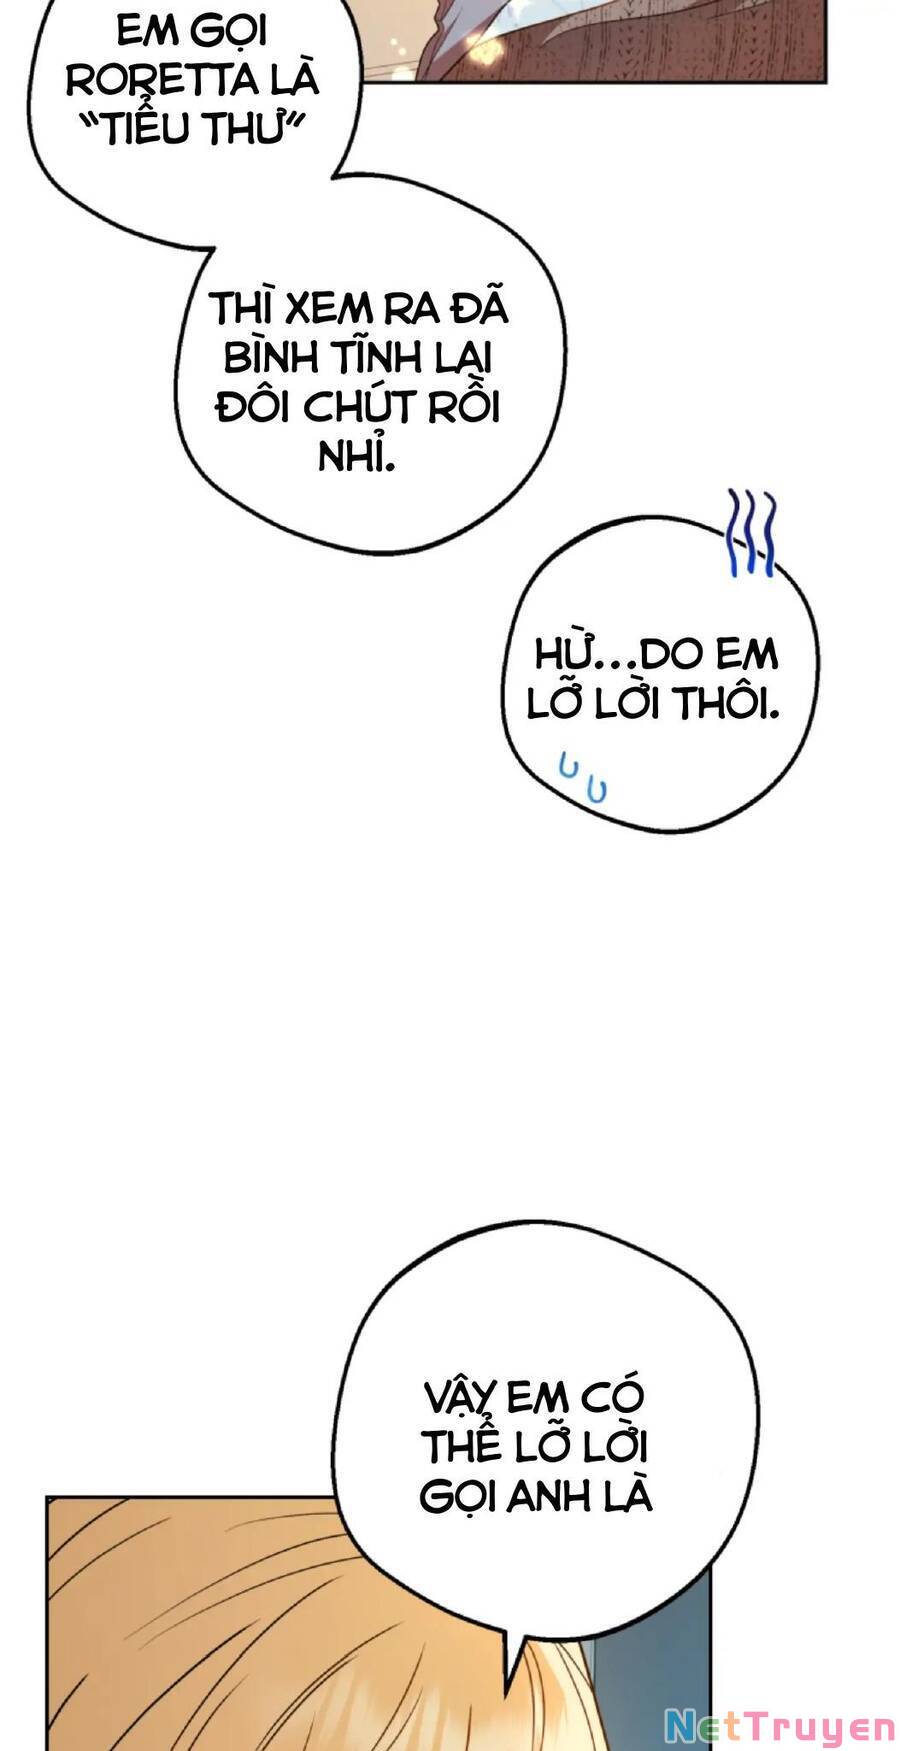 EM GỌI
RORETTA LÀ
“TIỂU THƯ”
THÌ XEM RA ĐÃ
BÌNH TĨNH LẠI
ĐÔI CHÚT RỒI
NHỈ.
HỪ...DO EM
LỠ LỜI THÔI.
VẬY EM CÓ
THỂ LỠ LỜI
GỌI ANH LÀ
NetTruyen